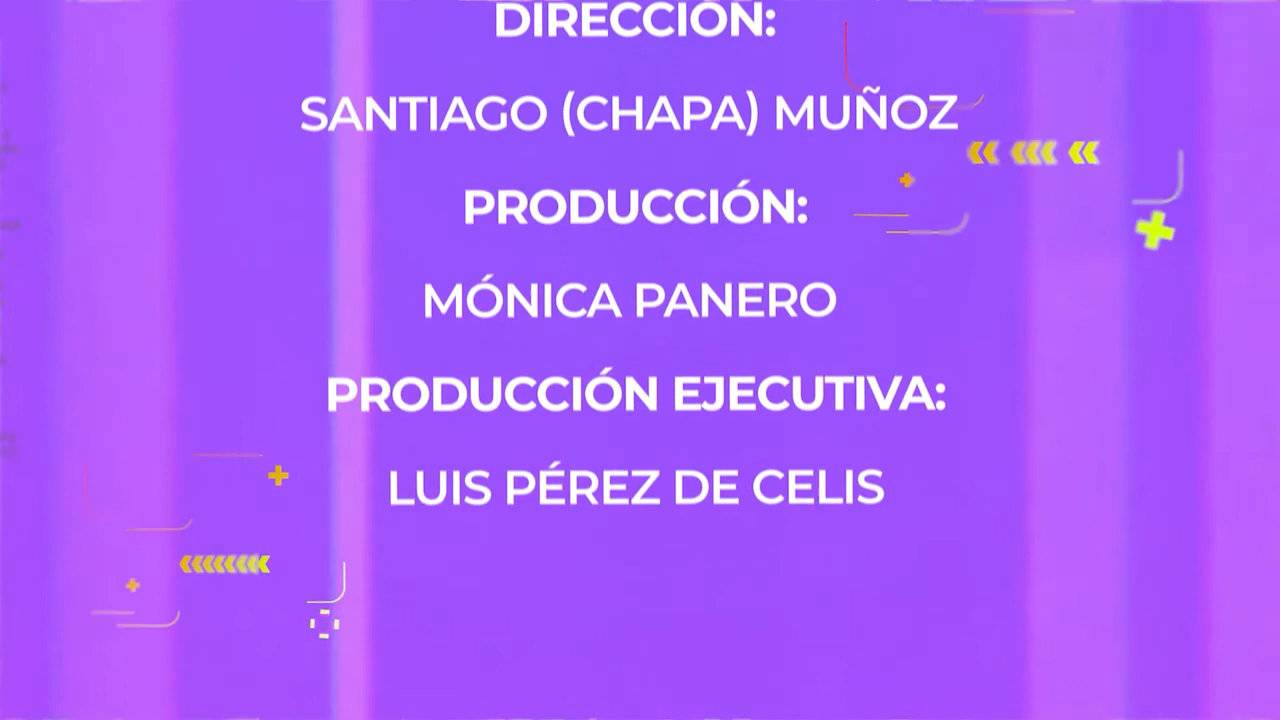 DIRECCIÓN:
SANTIAGO (CHAPA) MUÑOZ
PRODUCCIÓN:
MÓNICA PANERO
PRODUCCIÓN EJECUTIVA:
LUIS PÉREZ DE CELIS